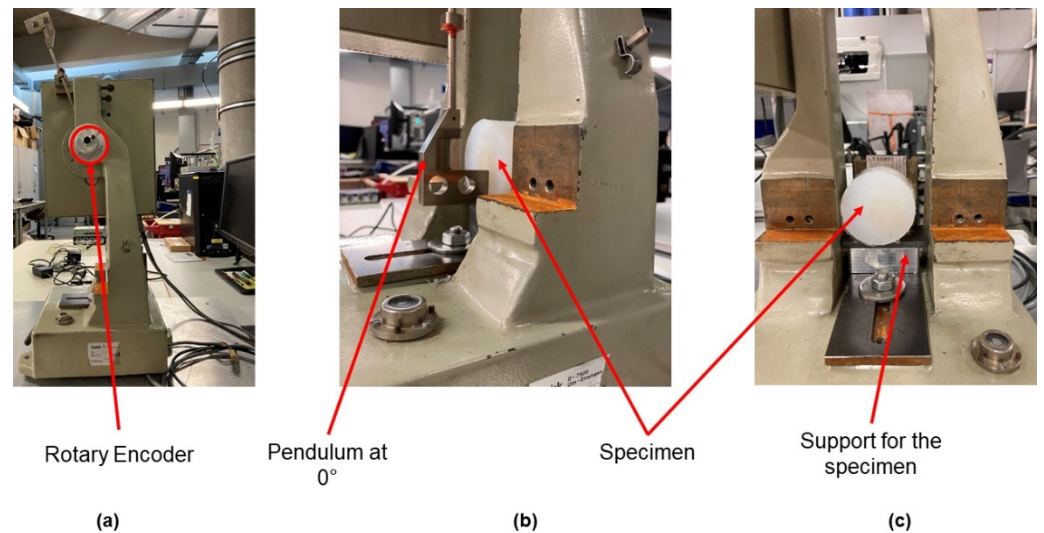 Rotary Encoder
Pendulum at
0°
Specimen
Support for the
specimen
(a)
(b)
(c)